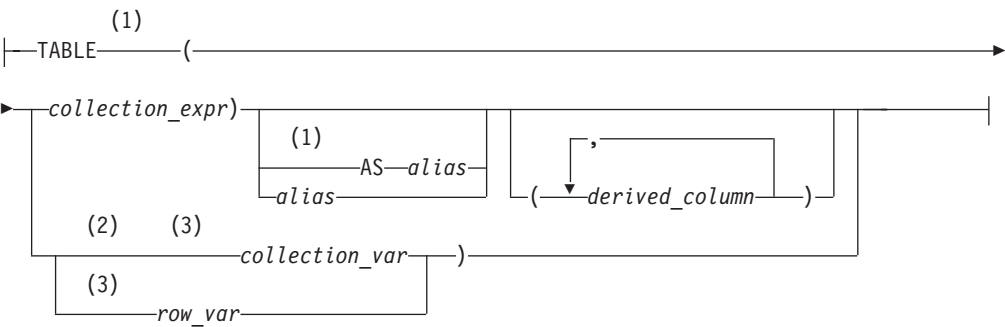 (1)
TABLE (
collection_expr)
(1)
AS alias
alias
,
( derived_column )
(2) (3)
collection_var )
(3)
row_var